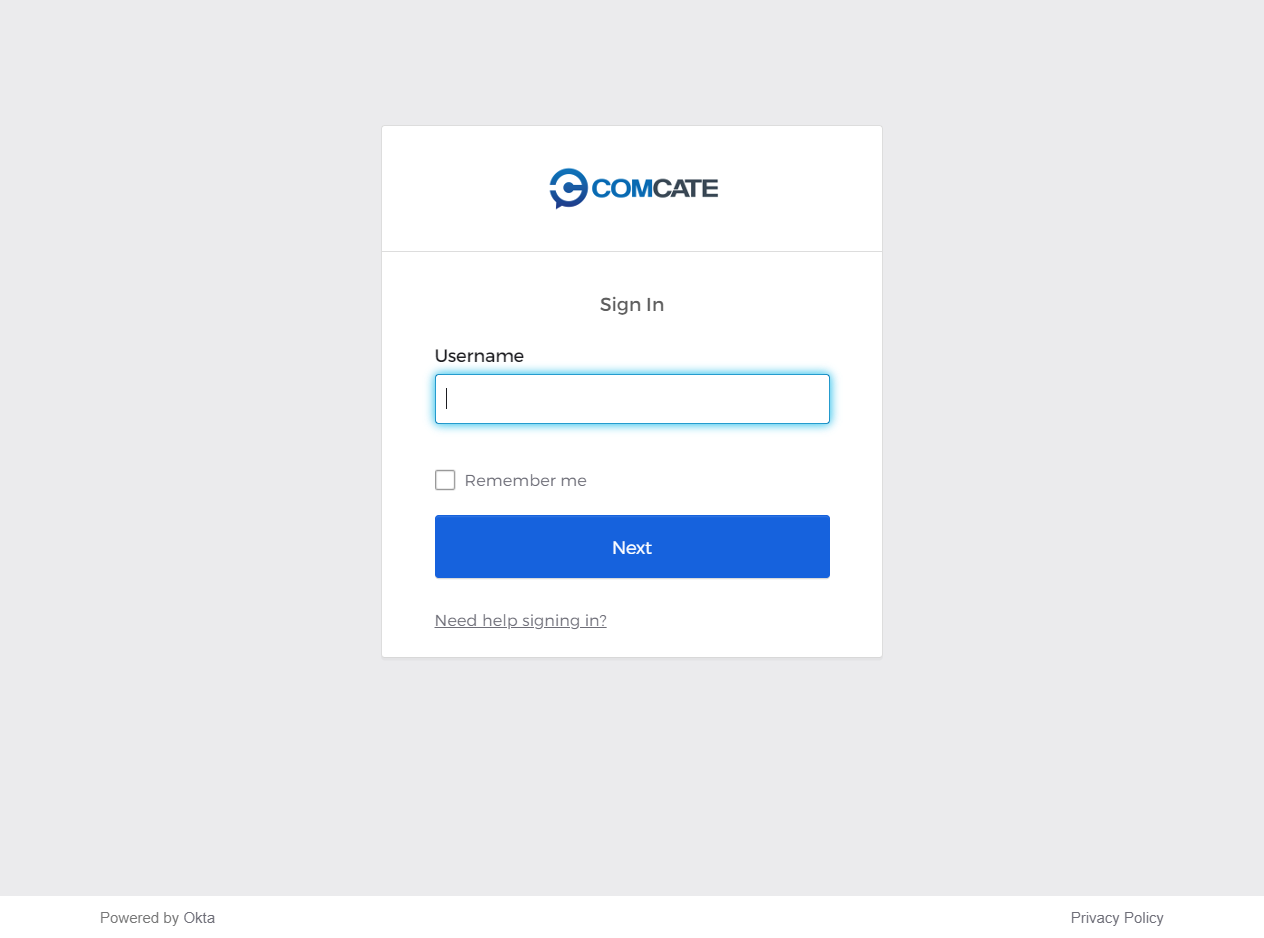 COMCATE
Sign In
Username
Remember me
Next
Need help signing in?
Powered by Okta
Privacy Policy